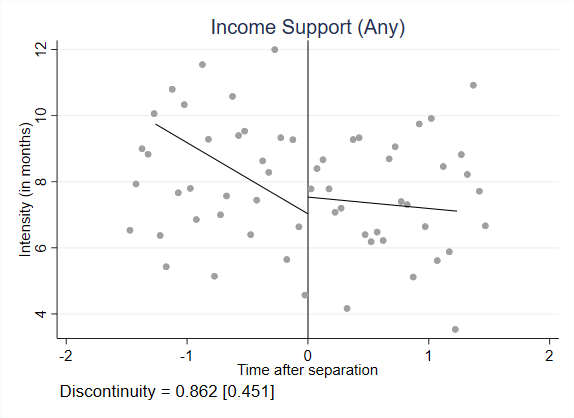 Income Support (Any)
12
10
8
6
4
Intensity (in months)
-2 -1 0 1 2
Time after separation
Discontinuity = 0.862 [0.451]